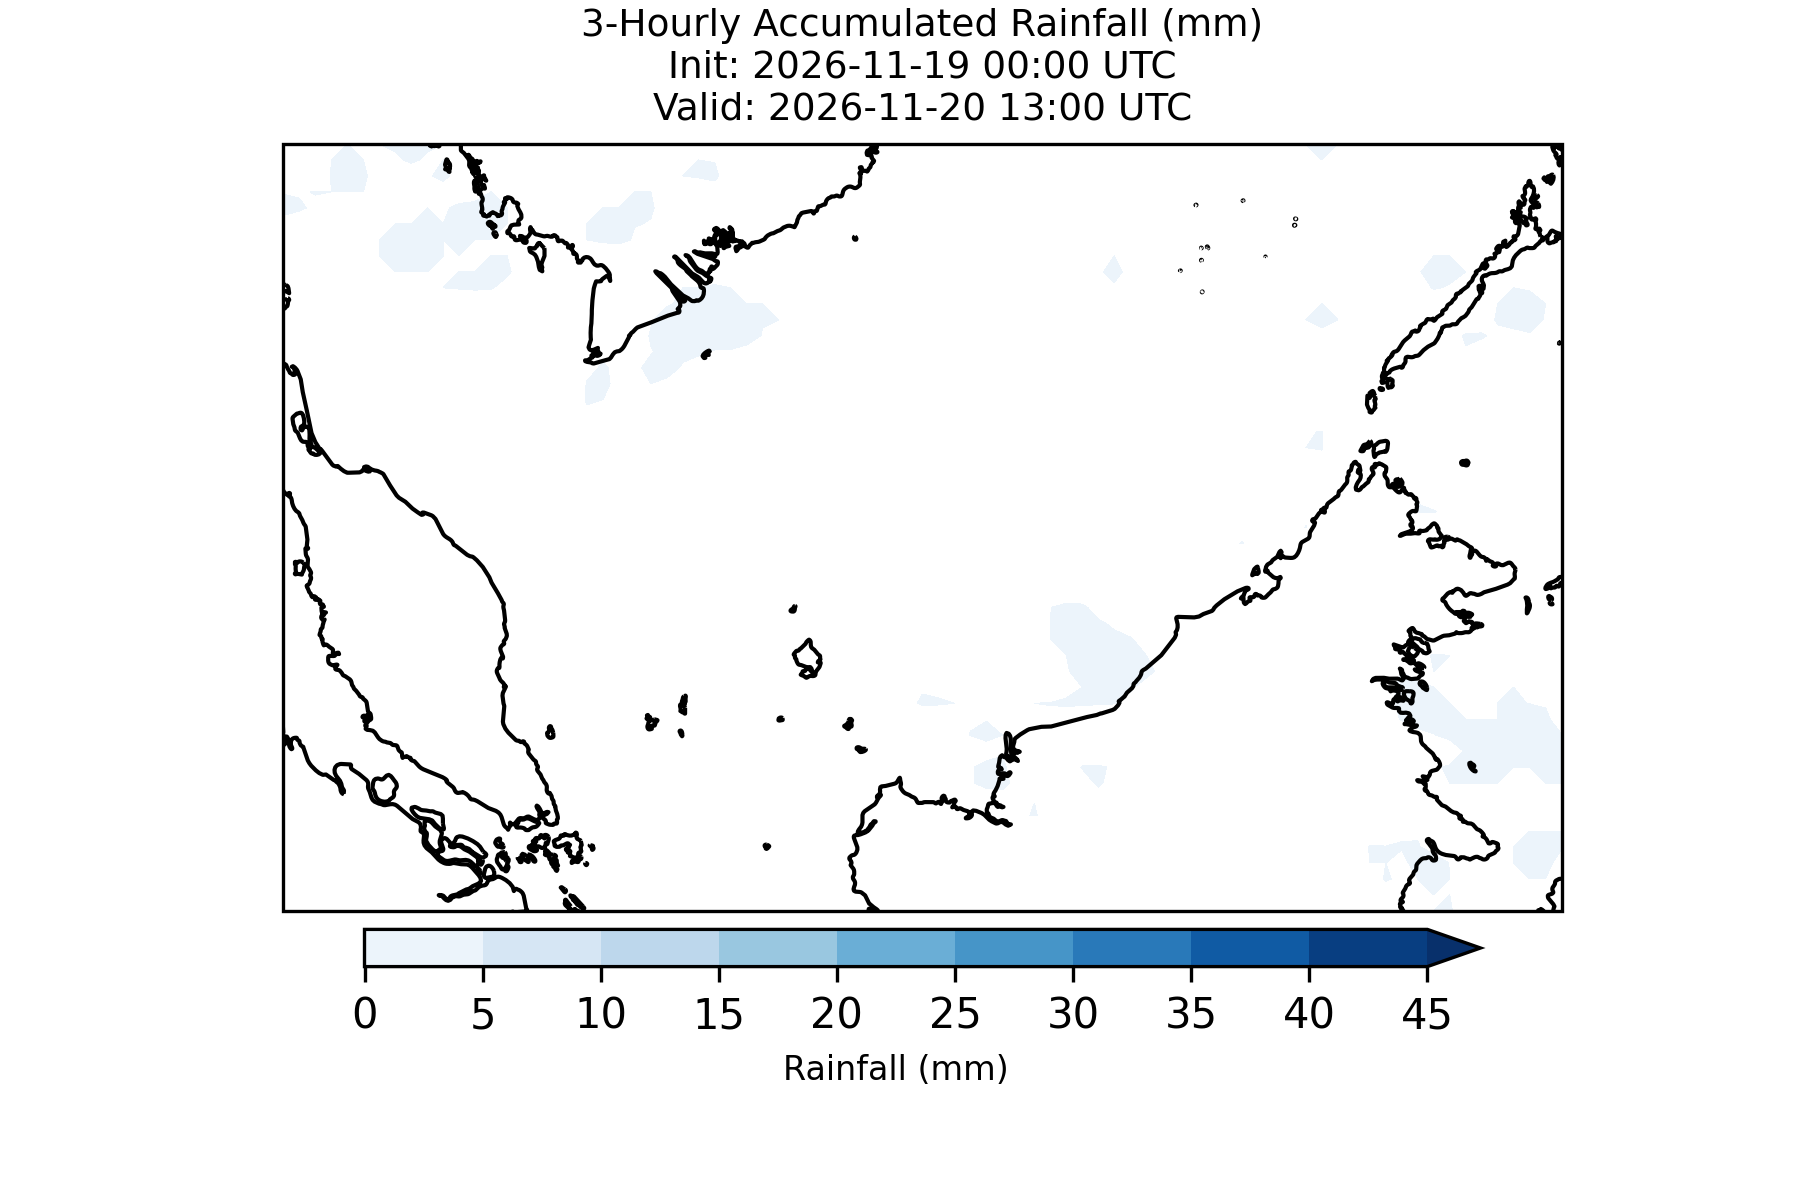 3-Hourly Accumulated Rainfall (mm)
Init: 2026-11-19 00:00 UTC
Valid: 2026-11-20 13:00 UTC
0 5 10 15 20 25 30 35 40 45
Rainfall (mm)